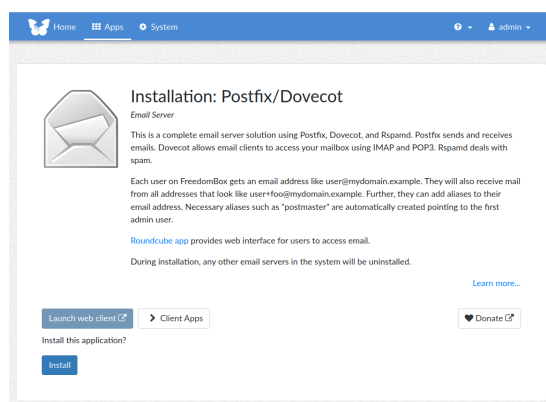 Home Apps System admin
Installation: Postfix/Dovecot
Email Server
This is a complete email server solution using Postfix, Dovecot, and Rspamd. Postfix sends and receives
emails. Dovecot allows email clients to access your mailbox using IMAP and POP3. Rspamd deals with
spam.
Each user on FreedomBox gets an email address like user@mydomain.example. They will also receive mail
from all addresses that look like user+foo@mydomain.example. Further, they can add aliases to their
email address. Necessary aliases such as "postmaster" are automatically created pointing to the first
admin user.
Roundcube app provides web interface for users to access email.
During installation, any other email servers in the system will be uninstalled.
Learn more...
Launch web client Client Apps Donate
Install this application?
Install